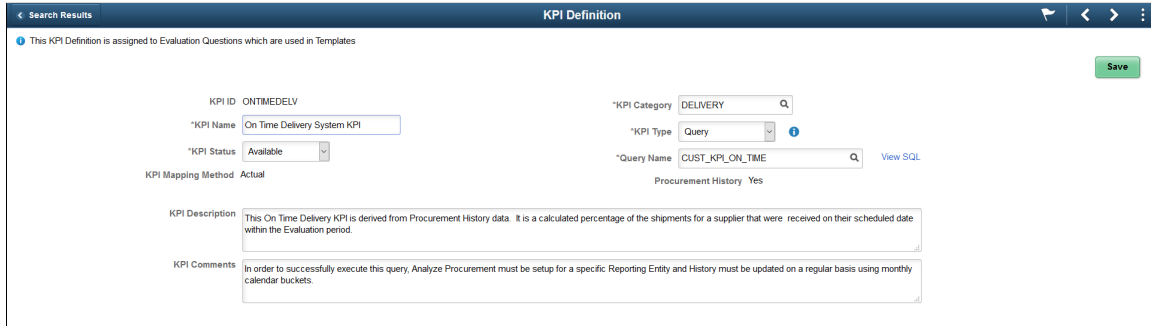 Search Results
KPI Definition
This KPI Definition is assigned to Evaluation Questions which are used in Templates
Save
KPI ID ONTIMEDELV
*KPI Category DELIVERY
*KPI Name On Time Delivery System KPI
*KPI Type Query
*KPI Status Available
*Query Name CUST_KPI_ON_TIME View SQL
KPI Mapping Method Actual
Procurement History Yes
KPI Description This On Time Delivery KPI is derived from Procurement History data. It is a calculated percentage of the shipments for a supplier that were received on their scheduled date
within the Evaluation period.
KPI Comments In order to successfully execute this query, Analyze Procurement must be setup for a specific Reporting Entity and History must be updated on a regular basis using monthly
calendar buckets.